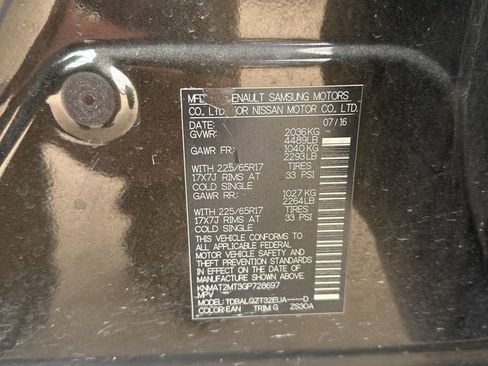 MFD RENAULT SAMSUNG MOTORS
CO. LTD. FOR NISSAN MOTOR CO. LTD.
DATE: 07 / 16
GVWR: 2036 KG
4489LB
GAWR FR: 1040 KG
2293LB
WITH 225/65R17 TIRES
17X7J RIMS AT 33 PSI
COLD SINGLE
GAWR RR: 1027 KG
2264LB
WITH 225/65R17 TIRES
17X7J RIMS AT 33 PSI
COLD SINGLE
THIS VEHICLE CONFORMS TO
ALL APPLICABLE FEDERAL
MOTOR VEHICLE SAFETY AND
THEFT PREVENTION STANDARDS
IN EFFECT ON THE DATE OF
MANUFACTURE SHOWN ABOVE.
KNMAT2MT3GP728697
MPV
MODEL: TDBALQZT32EUA-----D
COLOR: EAN TRIM: G ZS30A